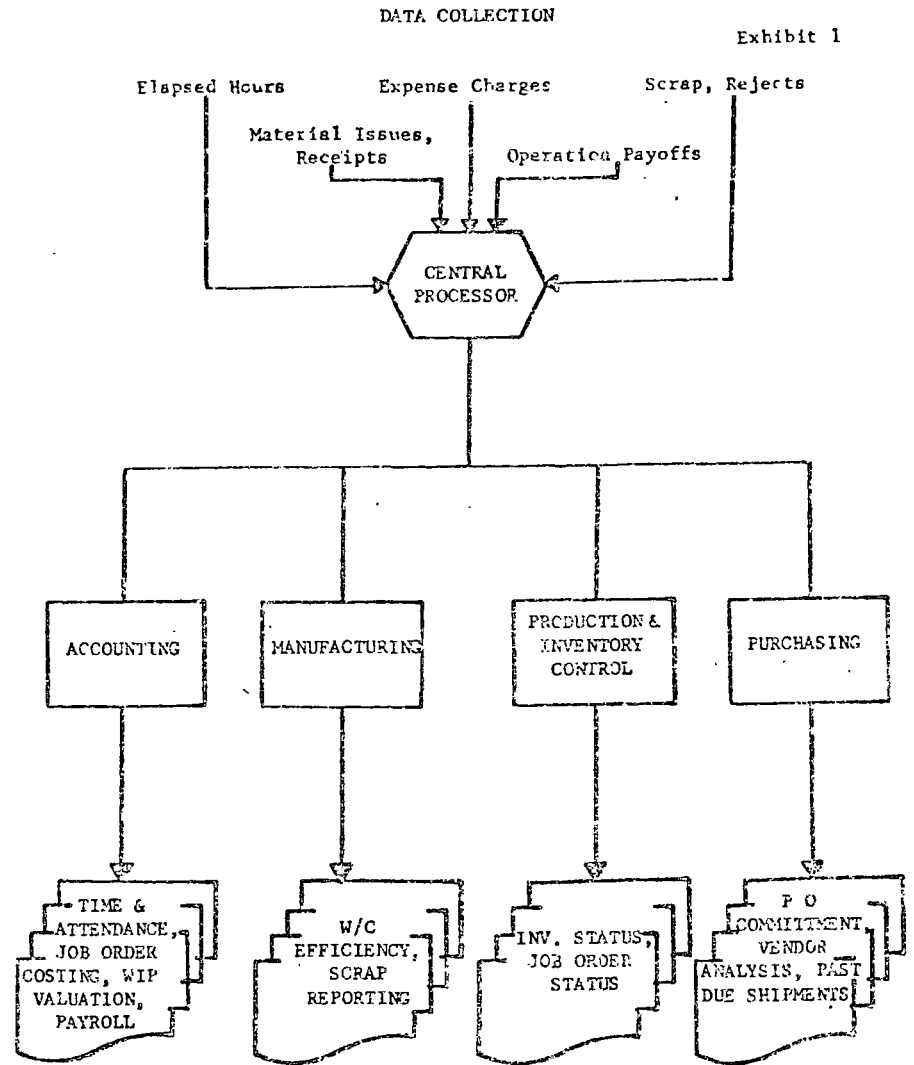 DATA COLLECTION
Exhibit 1
Elapsed Hours
Expense Charges
Scrap, Rejects
Material Issues,
Receipts
Operation Payoffs
CENTRAL
PROCESSOR
ACCOUNTING
MANUFACTURING
PRODUCTION &
INVENTORY
CONTROL
PURCHASING
TIME &
ATTENDANCE,
JOB ORDER
COSTING, WIP
VALUATION,
PAYROLL
W/C
EFFICIENCY,
SCRAP
REPORTING
INV. STATUS,
JOB ORDER
STATUS
P O
COMMITTMENT
VENDOR
ANALYSIS, PAST
DUE SHIPMENTS